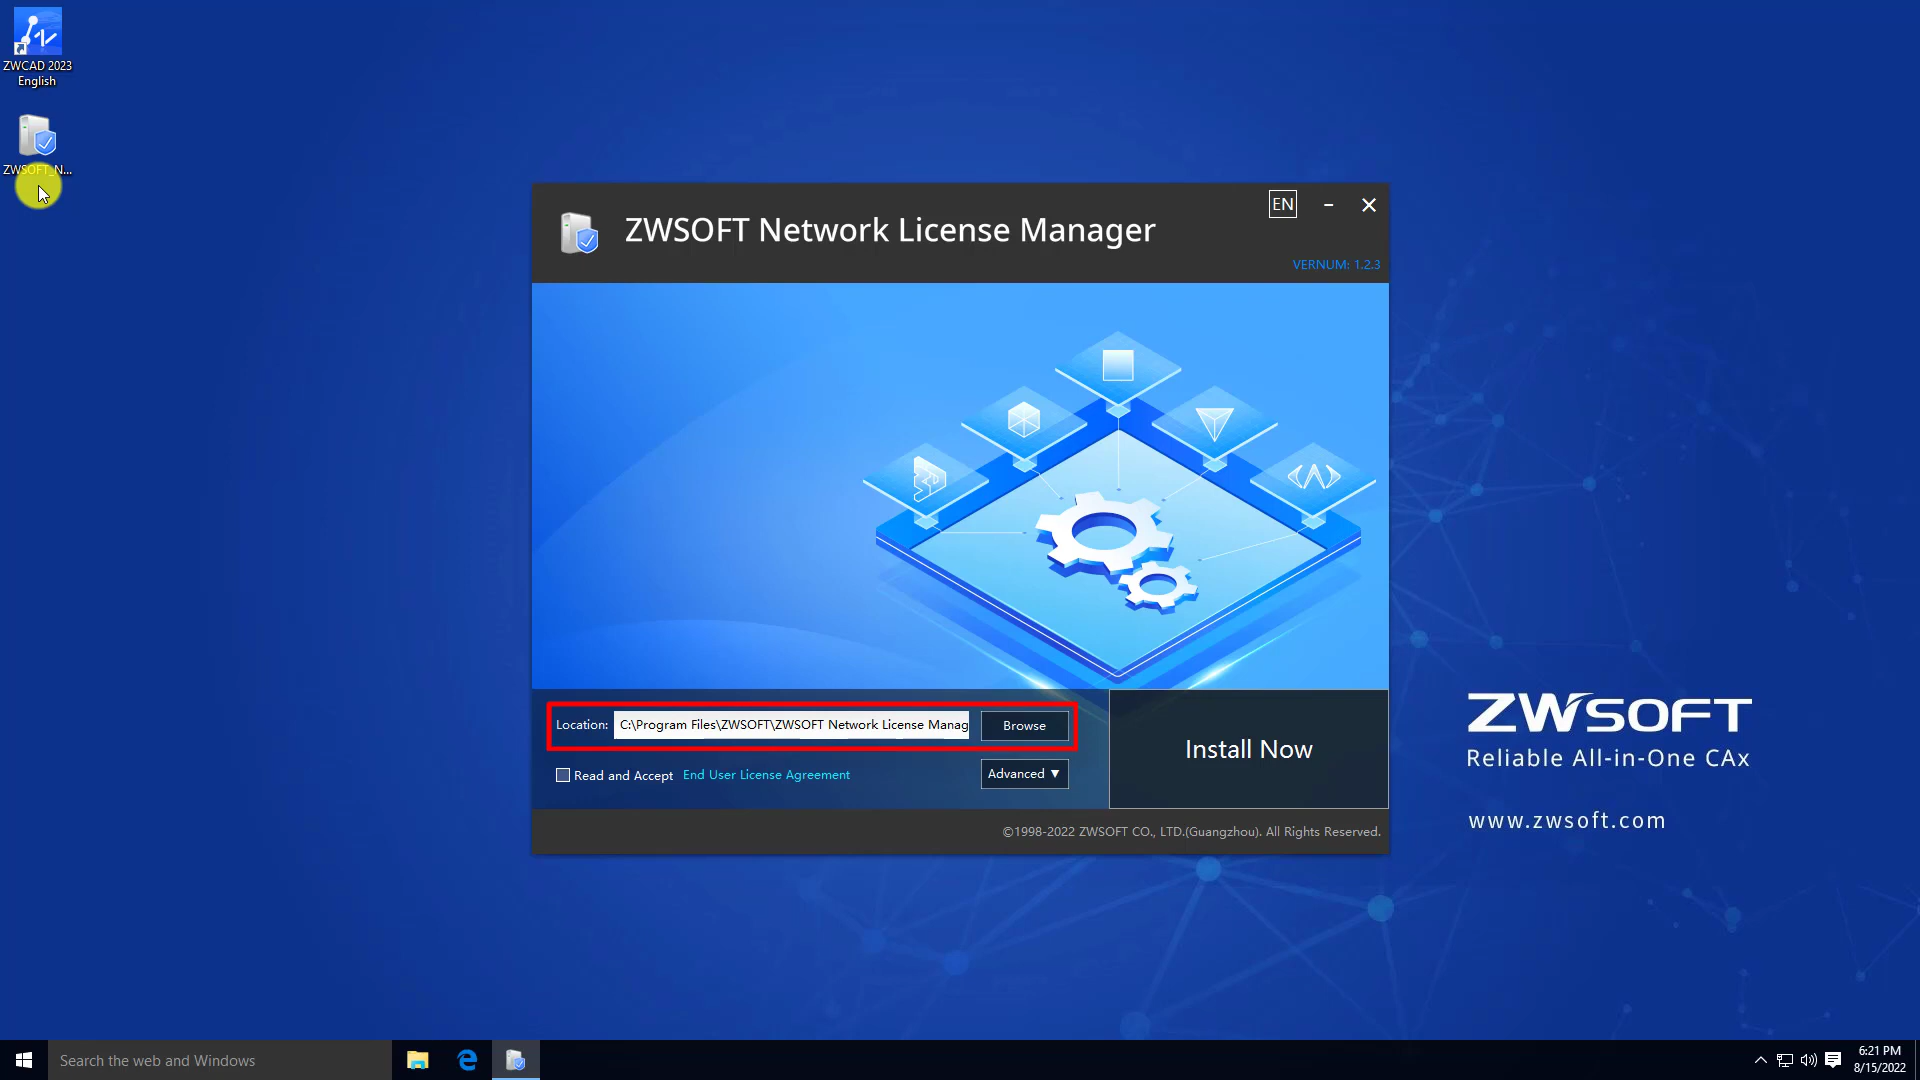 ZWCAD 2023
English
ZWSOFT_N...
EN
ZWSOFT Network License Manager
VERNUM: 1.2.3
Location: C:\Program Files\ZWSOFT\ZWSOFT Network License Manag Browse
Read and Accept End User License Agreement Advanced ▼
Install Now
©1998-2022 ZWSOFT CO., LTD.(Guangzhou). All Rights Reserved.
ZWSOFT
Reliable All-in-One CAx
www.zwsoft.com
Search the web and Windows
6:21 PM
8/15/2022